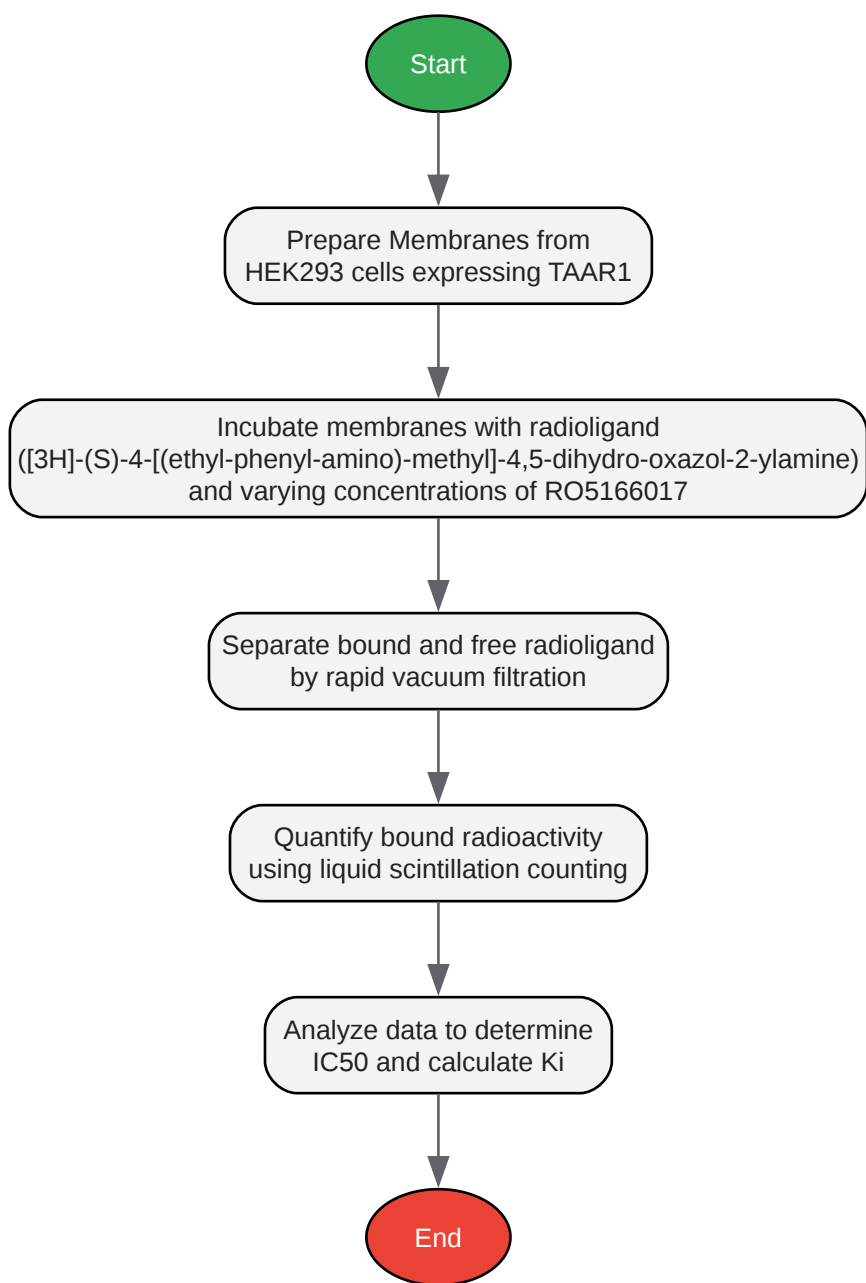 Start
Prepare Membranes from
HEK293 cells expressing TAAR1
Incubate membranes with radioligand
([3H]-(S)-4-[(ethyl-phenyl-amino)-methyl]-4,5-dihydro-oxazol-2-ylamine)
and varying concentrations of RO5166017
Separate bound and free radioligand
by rapid vacuum filtration
Quantify bound radioactivity
using liquid scintillation counting
Analyze data to determine
IC50 and calculate Ki
End